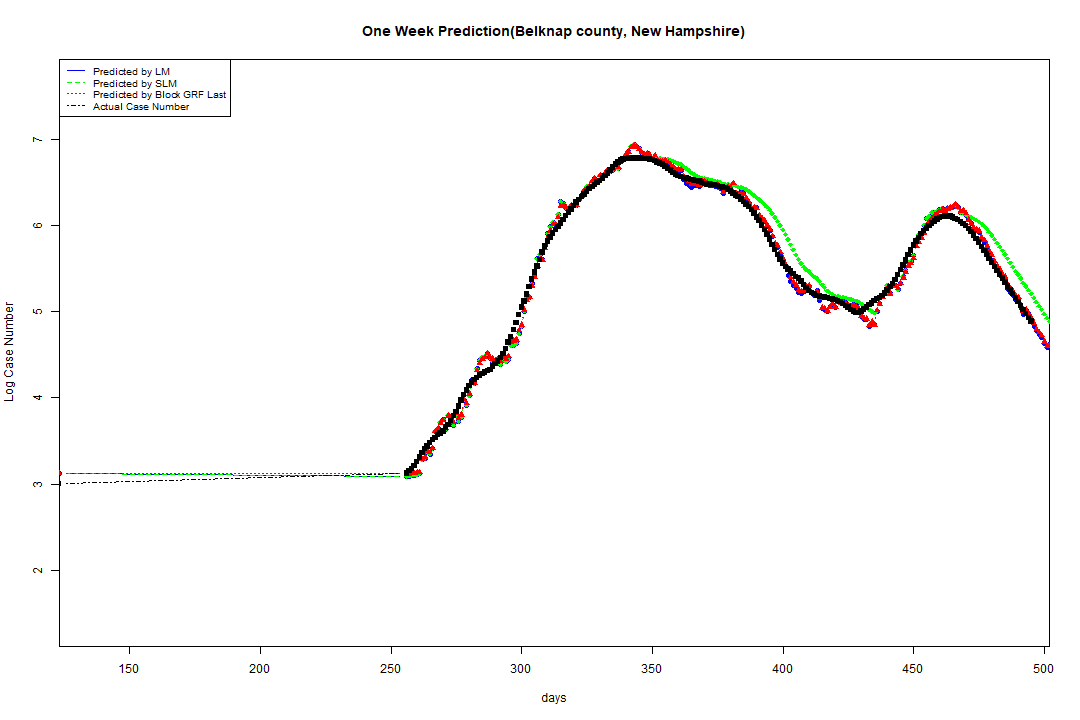 One Week Prediction(Belknap county, New Hampshire)
Predicted by LM
Predicted by SLM
Predicted by Block GRF Last
Actual Case Number
Log Case Number
7
6
5
4
3
2
150 200 250 300 350 400 450 500
days